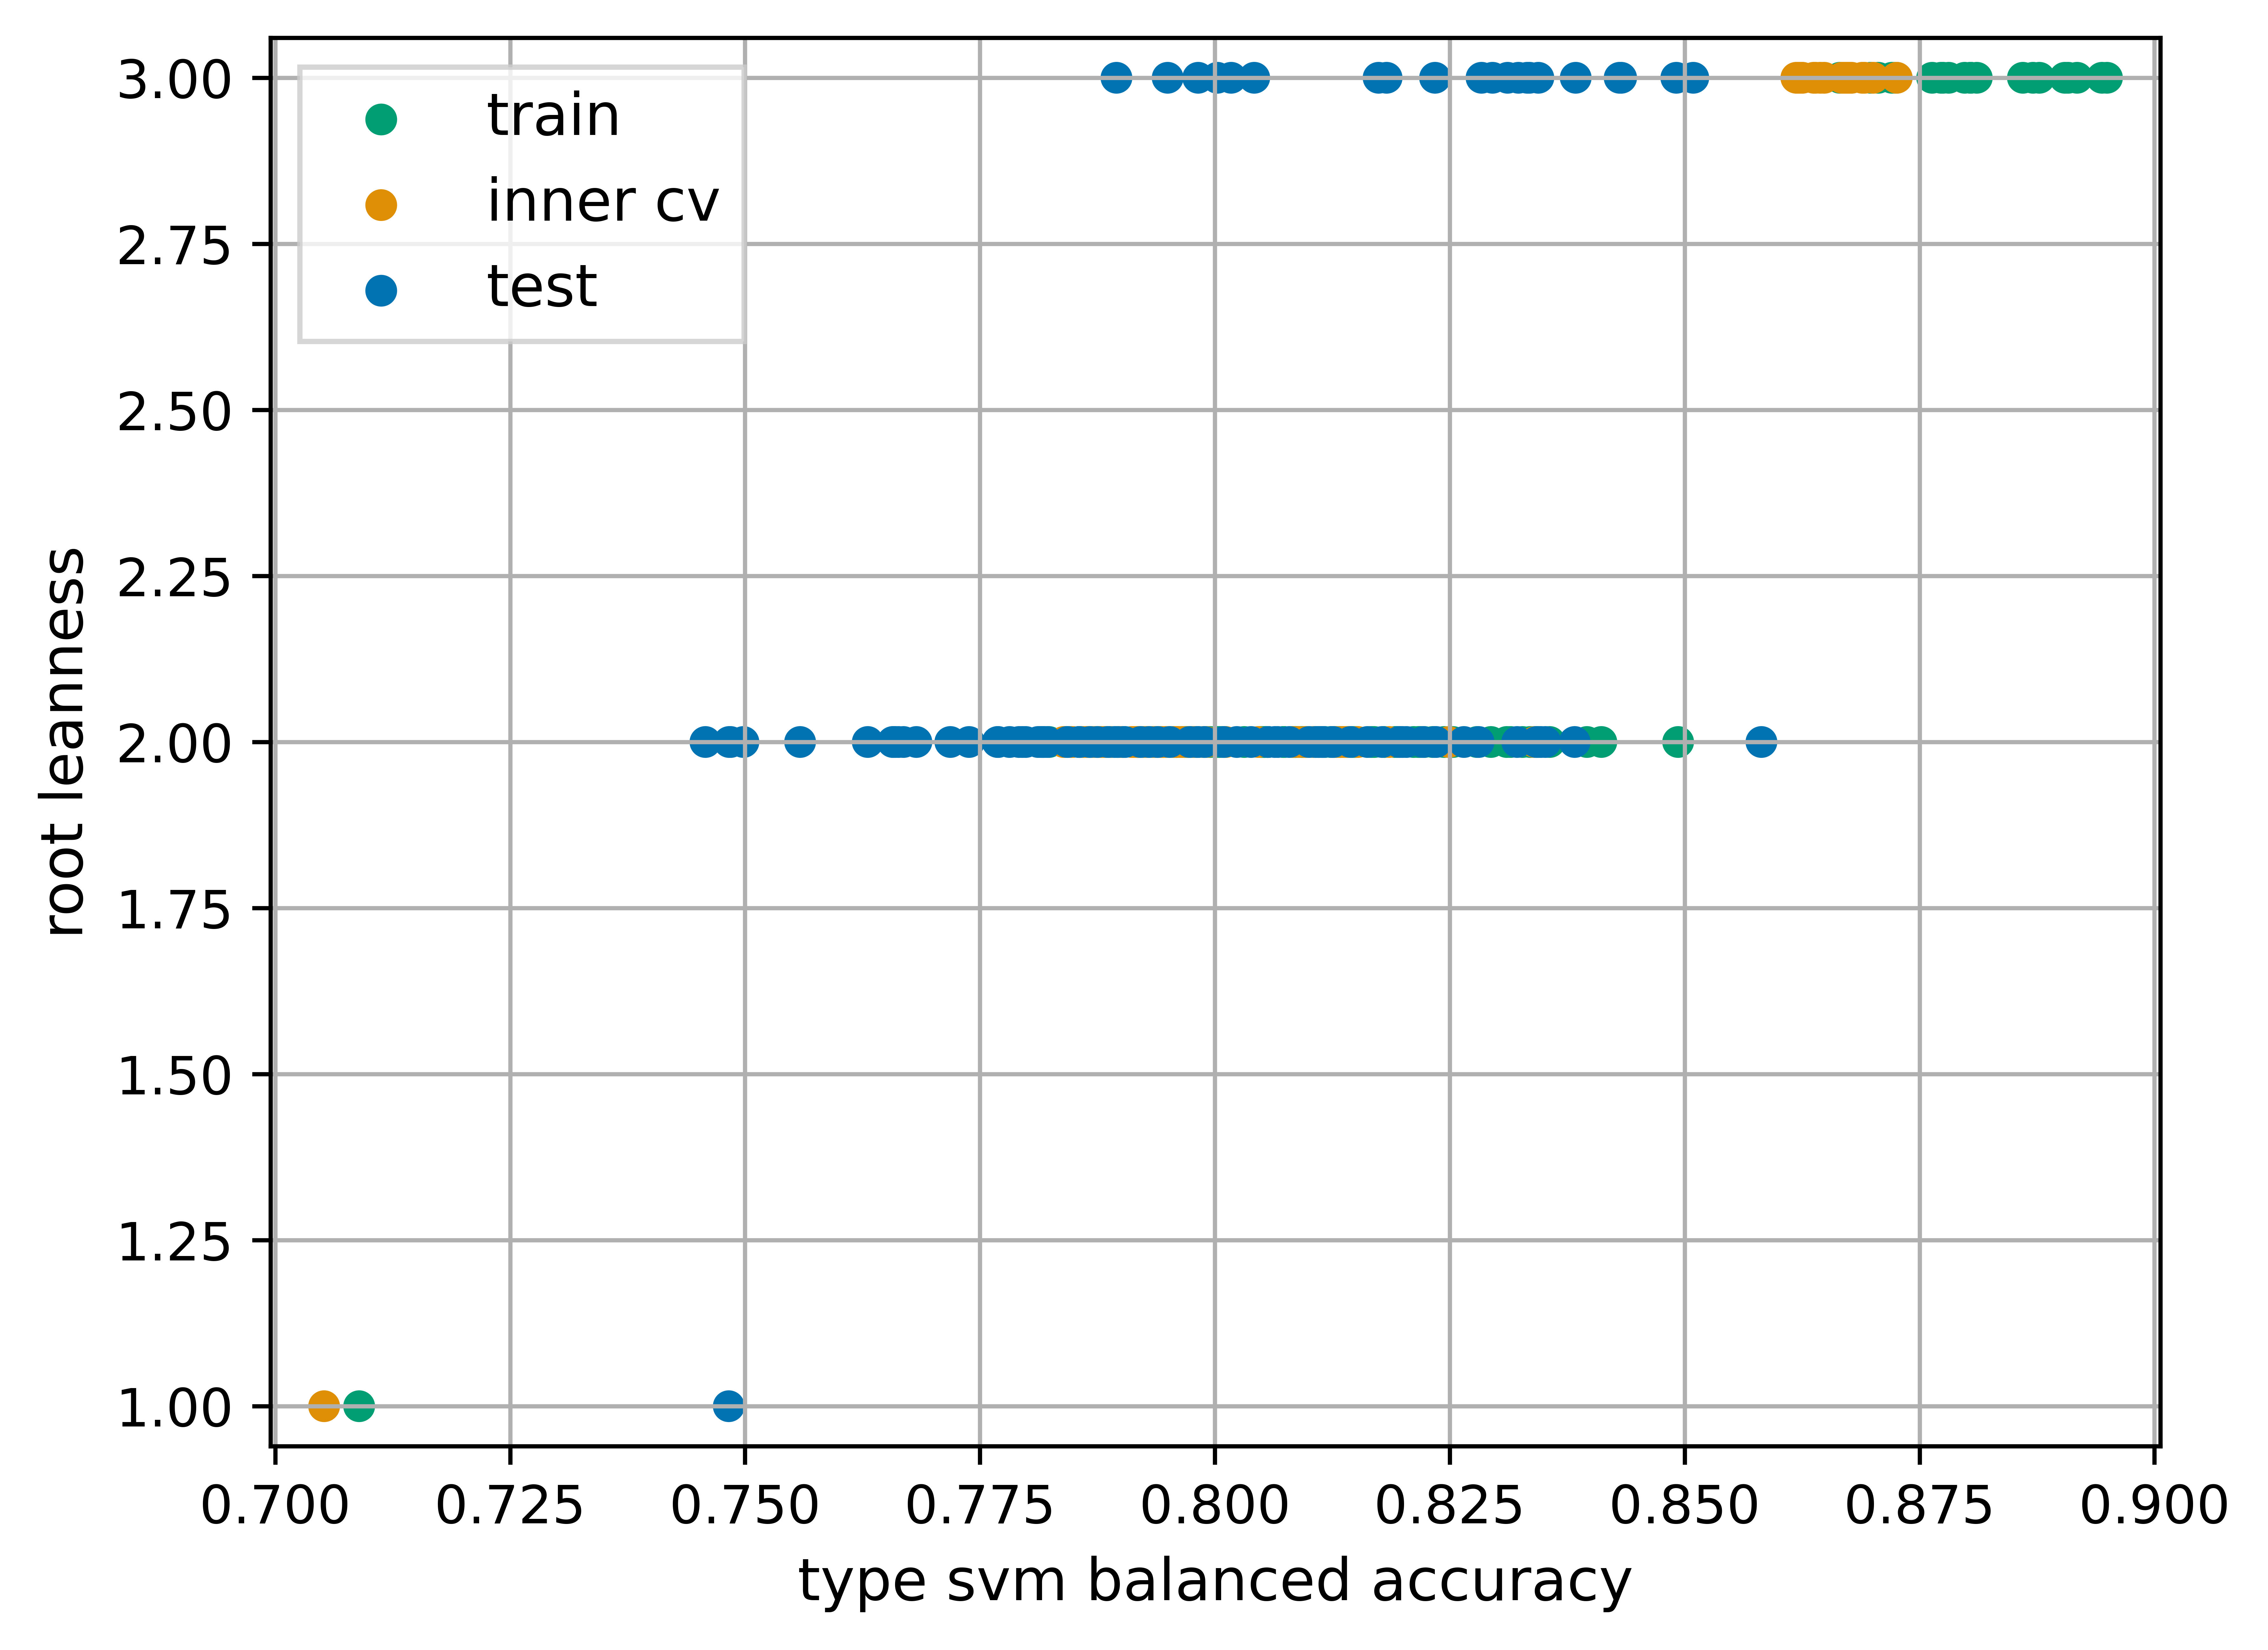 3.00
2.75
2.50
2.25
2.00
1.75
1.50
1.25
1.00
root leanness
train
inner cv
test
0.700 0.725 0.750 0.775 0.800 0.825 0.850 0.875 0.900
type svm balanced accuracy